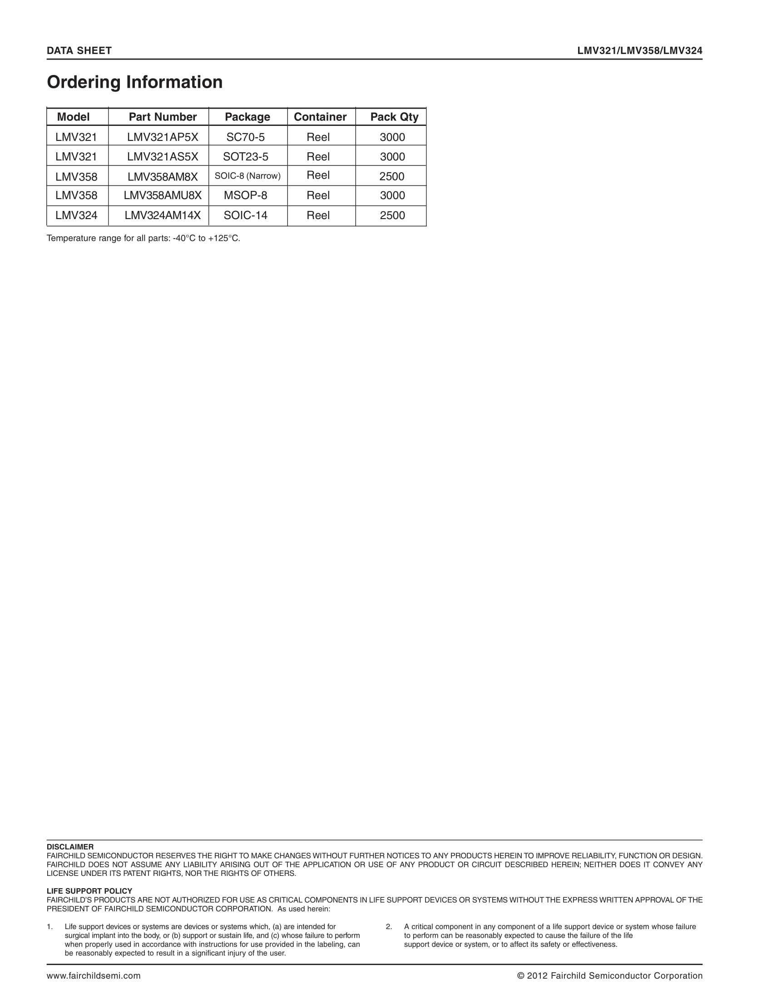 DATA SHEET LMV321/LMV358/LMV324
Ordering Information
Model Part Number Package Container Pack Qty
LMV321 LMV321AP5X SC70-5 Reel 3000
LMV321 LMV321AS5X SOT23-5 Reel 3000
LMV358 LMV358AM8X SOIC-8 (Narrow) Reel 2500
LMV358 LMV358AMU8X MSOP-8 Reel 3000
LMV324 LMV324AM14X SOIC-14 Reel 2500
Temperature range for all parts: -40°C to +125°C.
DISCLAIMER
FAIRCHILD SEMICONDUCTOR RESERVES THE RIGHT TO MAKE CHANGES WITHOUT FURTHER NOTICES TO ANY PRODUCTS HEREIN TO IMPROVE RELIABILITY, FUNCTION OR DESIGN.
FAIRCHILD DOES NOT ASSUME ANY LIABILITY ARISING OUT OF THE APPLICATION OR USE OF ANY PRODUCT OR CIRCUIT DESCRIBED HEREIN; NEITHER DOES IT CONVEY ANY
LICENSE UNDER ITS PATENT RIGHTS, NOR THE RIGHTS OF OTHERS.
LIFE SUPPORT POLICY
FAIRCHILD'S PRODUCTS ARE NOT AUTHORIZED FOR USE AS CRITICAL COMPONENTS IN LIFE SUPPORT DEVICES OR SYSTEMS WITHOUT THE EXPRESS WRITTEN APPROVAL OF THE
PRESIDENT OF FAIRCHILD SEMICONDUCTOR CORPORATION. As used herein:
1. Life support devices or systems are devices or systems which, (a) are intended for
surgical implant into the body, or (b) support or sustain life, and (c) whose failure to perform
when properly used in accordance with instructions for use provided in the labeling, can
be reasonably expected to result in a significant injury of the user.
2. A critical component in any component of a life support device or system whose failure
to perform can be reasonably expected to cause the failure of the life
support device or system, or to affect its safety or effectiveness.
www.fairchildsemi.com © 2012 Fairchild Semiconductor Corporation